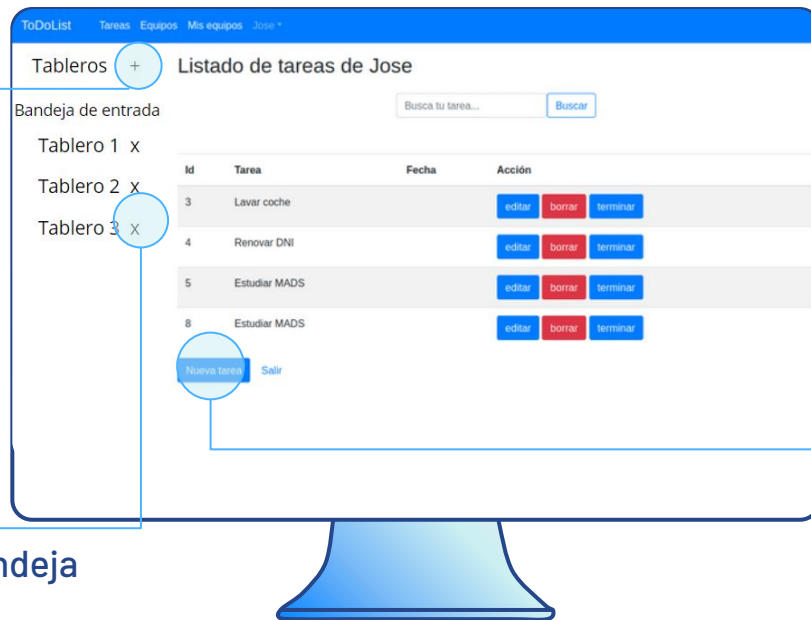 ToDoList Tareas Equipos Mis equipos Jose
Tableros +
Bandeja de entrada
Tablero 1 x
Tablero 2 x
Tablero 3 x
Listado de tareas de Jose
Busca tu tarea... Buscar
Id Tarea Fecha Acción
3 Lavar coche editar borrar terminar
4 Renovar DNI editar borrar terminar
5 Estudiar MADS editar borrar terminar
8 Estudiar MADS editar borrar terminar
Nueva tarea Salir
ndeja